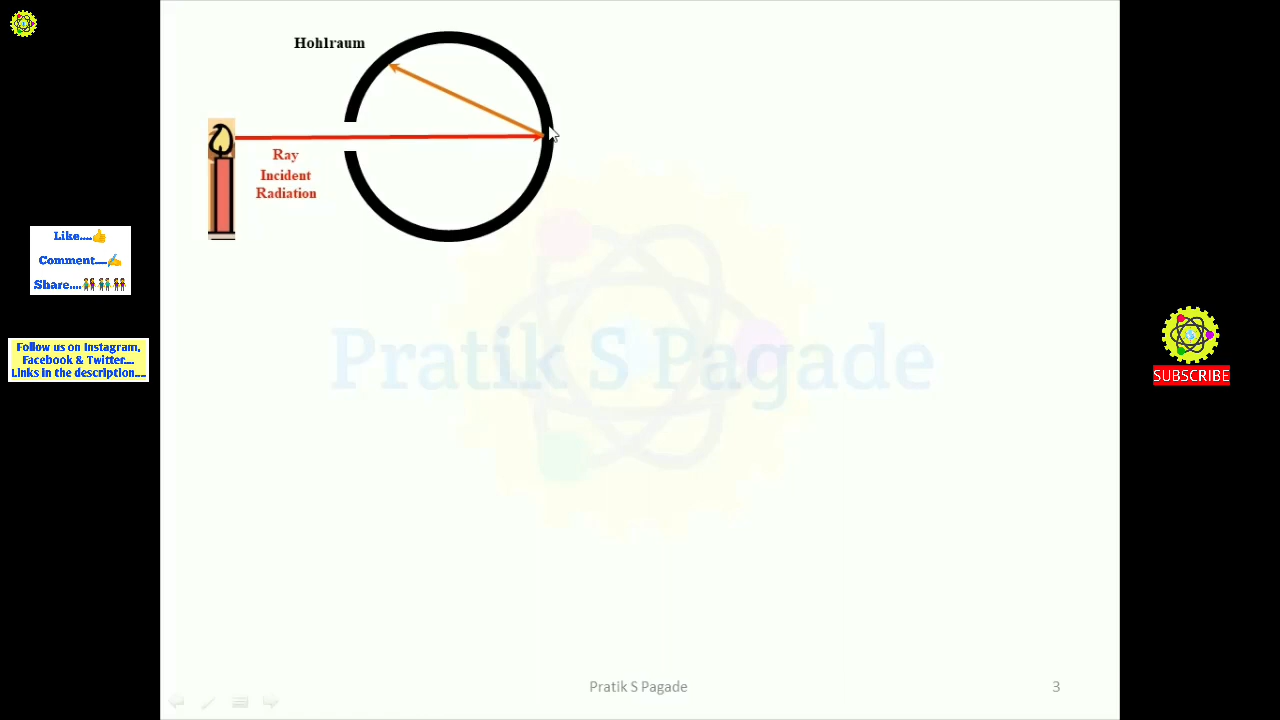 Hohlraum
Ray
Incident
Radiation
Like....👍
Comment....✍
Share....👫👬👭
Follow us on Instagram,
Facebook & Twitter....
Links in the description....
Pratik S Pagade
SUBSCRIBE
Pratik S Pagade
3